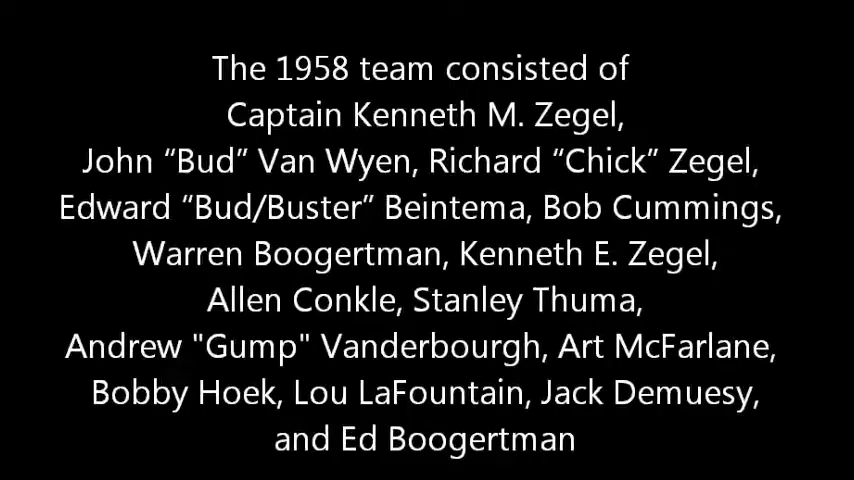 The 1958 team consisted of
Captain Kenneth M. Zegel,
John “Bud” Van Wyen, Richard “Chick” Zegel,
Edward “Bud/Buster” Beintema, Bob Cummings,
Warren Boogertman, Kenneth E. Zegel,
Allen Conkle, Stanley Thuma,
Andrew "Gump" Vanderbourgh, Art McFarlane,
Bobby Hoek, Lou LaFountain, Jack Demuesy,
and Ed Boogertman